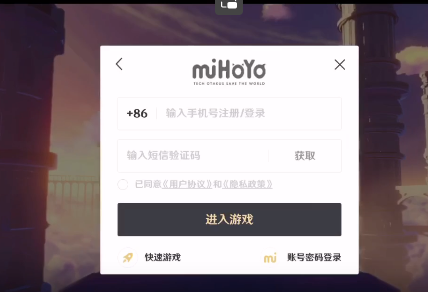 miHoYo
TECH OTAKUS SAVE THE WORLD
+86 输入手机号注册/登录
输入短信验证码 获取
已同意《用户协议》和《隐私政策》
进入游戏
快速游戏 mi 账号密码登录